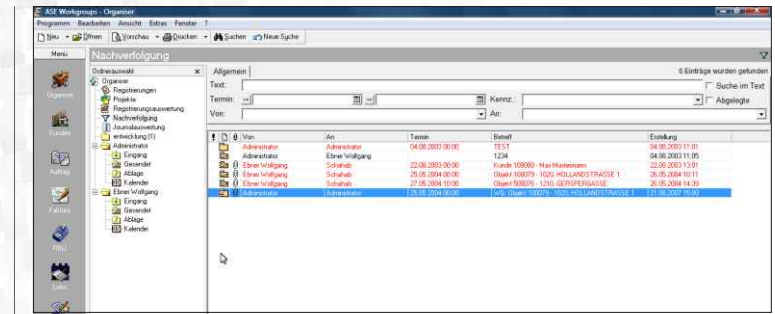 ASE Workgroups - Organiser
Programm Bearbeiten Ansicht Extras Fenster ?
Neu Öffnen Vorschau Drucken Suchen Neue Suche
Menü
Nachverfolgung
Organiser
Kunden
Auftrag
Faktura
FIBU
Ordnerauswahl x
Organiser
Registrierungen
Projekte
Registrierungsauswertung
Nachverfolgung
Journalauswertung
entwicklung (1)
Administrator
Eingang
Gesendet
Ablage
Kalender
Ebner Wolfgang
Eingang
Gesendet
Ablage
Kalender
Allgemein
6 Einträge wurden gefunden
Text: Suche im Text
Termin: Kennz.: Abgelegte
Von: An:
Von An Termin Betreff Erstellung
Administrator Administrator 04.08.2003 00:00 TEST 04.08.2003 11:01
Administrator Ebner Wolfgang 1234 04.08.2003 11:05
Ebner Wolfgang Schahab 22.08.2003 00:00 Kunde 100093 - Max Mustermann 22.08.2003 13:01
Ebner Wolfgang Schahab 25.05.2004 00:00 Objekt 100079 - 1020, HOLLANDSTRASSE 1 26.05.2004 10:11
Ebner Wolfgang Schahab 27.05.2004 10:00 Objekt 500076 - 1210, GERSPERGASSE 26.05.2004 14:39
Administrator Administrator 25.05.2004 00:00 WG: Objekt 100079 - 1020, HOLLANDSTRASSE 1 21.08.2007 15:00